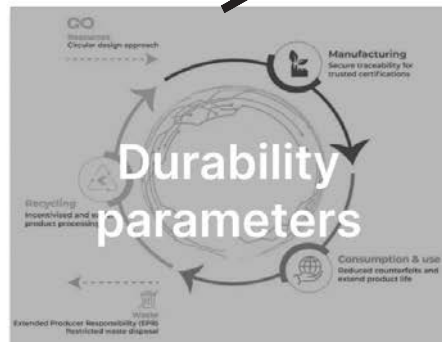 GO
Resources
Circular design approach
Manufacturing
Secure traceability for
trusted certifications
Durability
parameters
Recycling
product processing
Consumption & use
Reduced counterfeits and
extend product life
Waste
Extended Producer Responsibility (EPR)
Restricted waste disposal